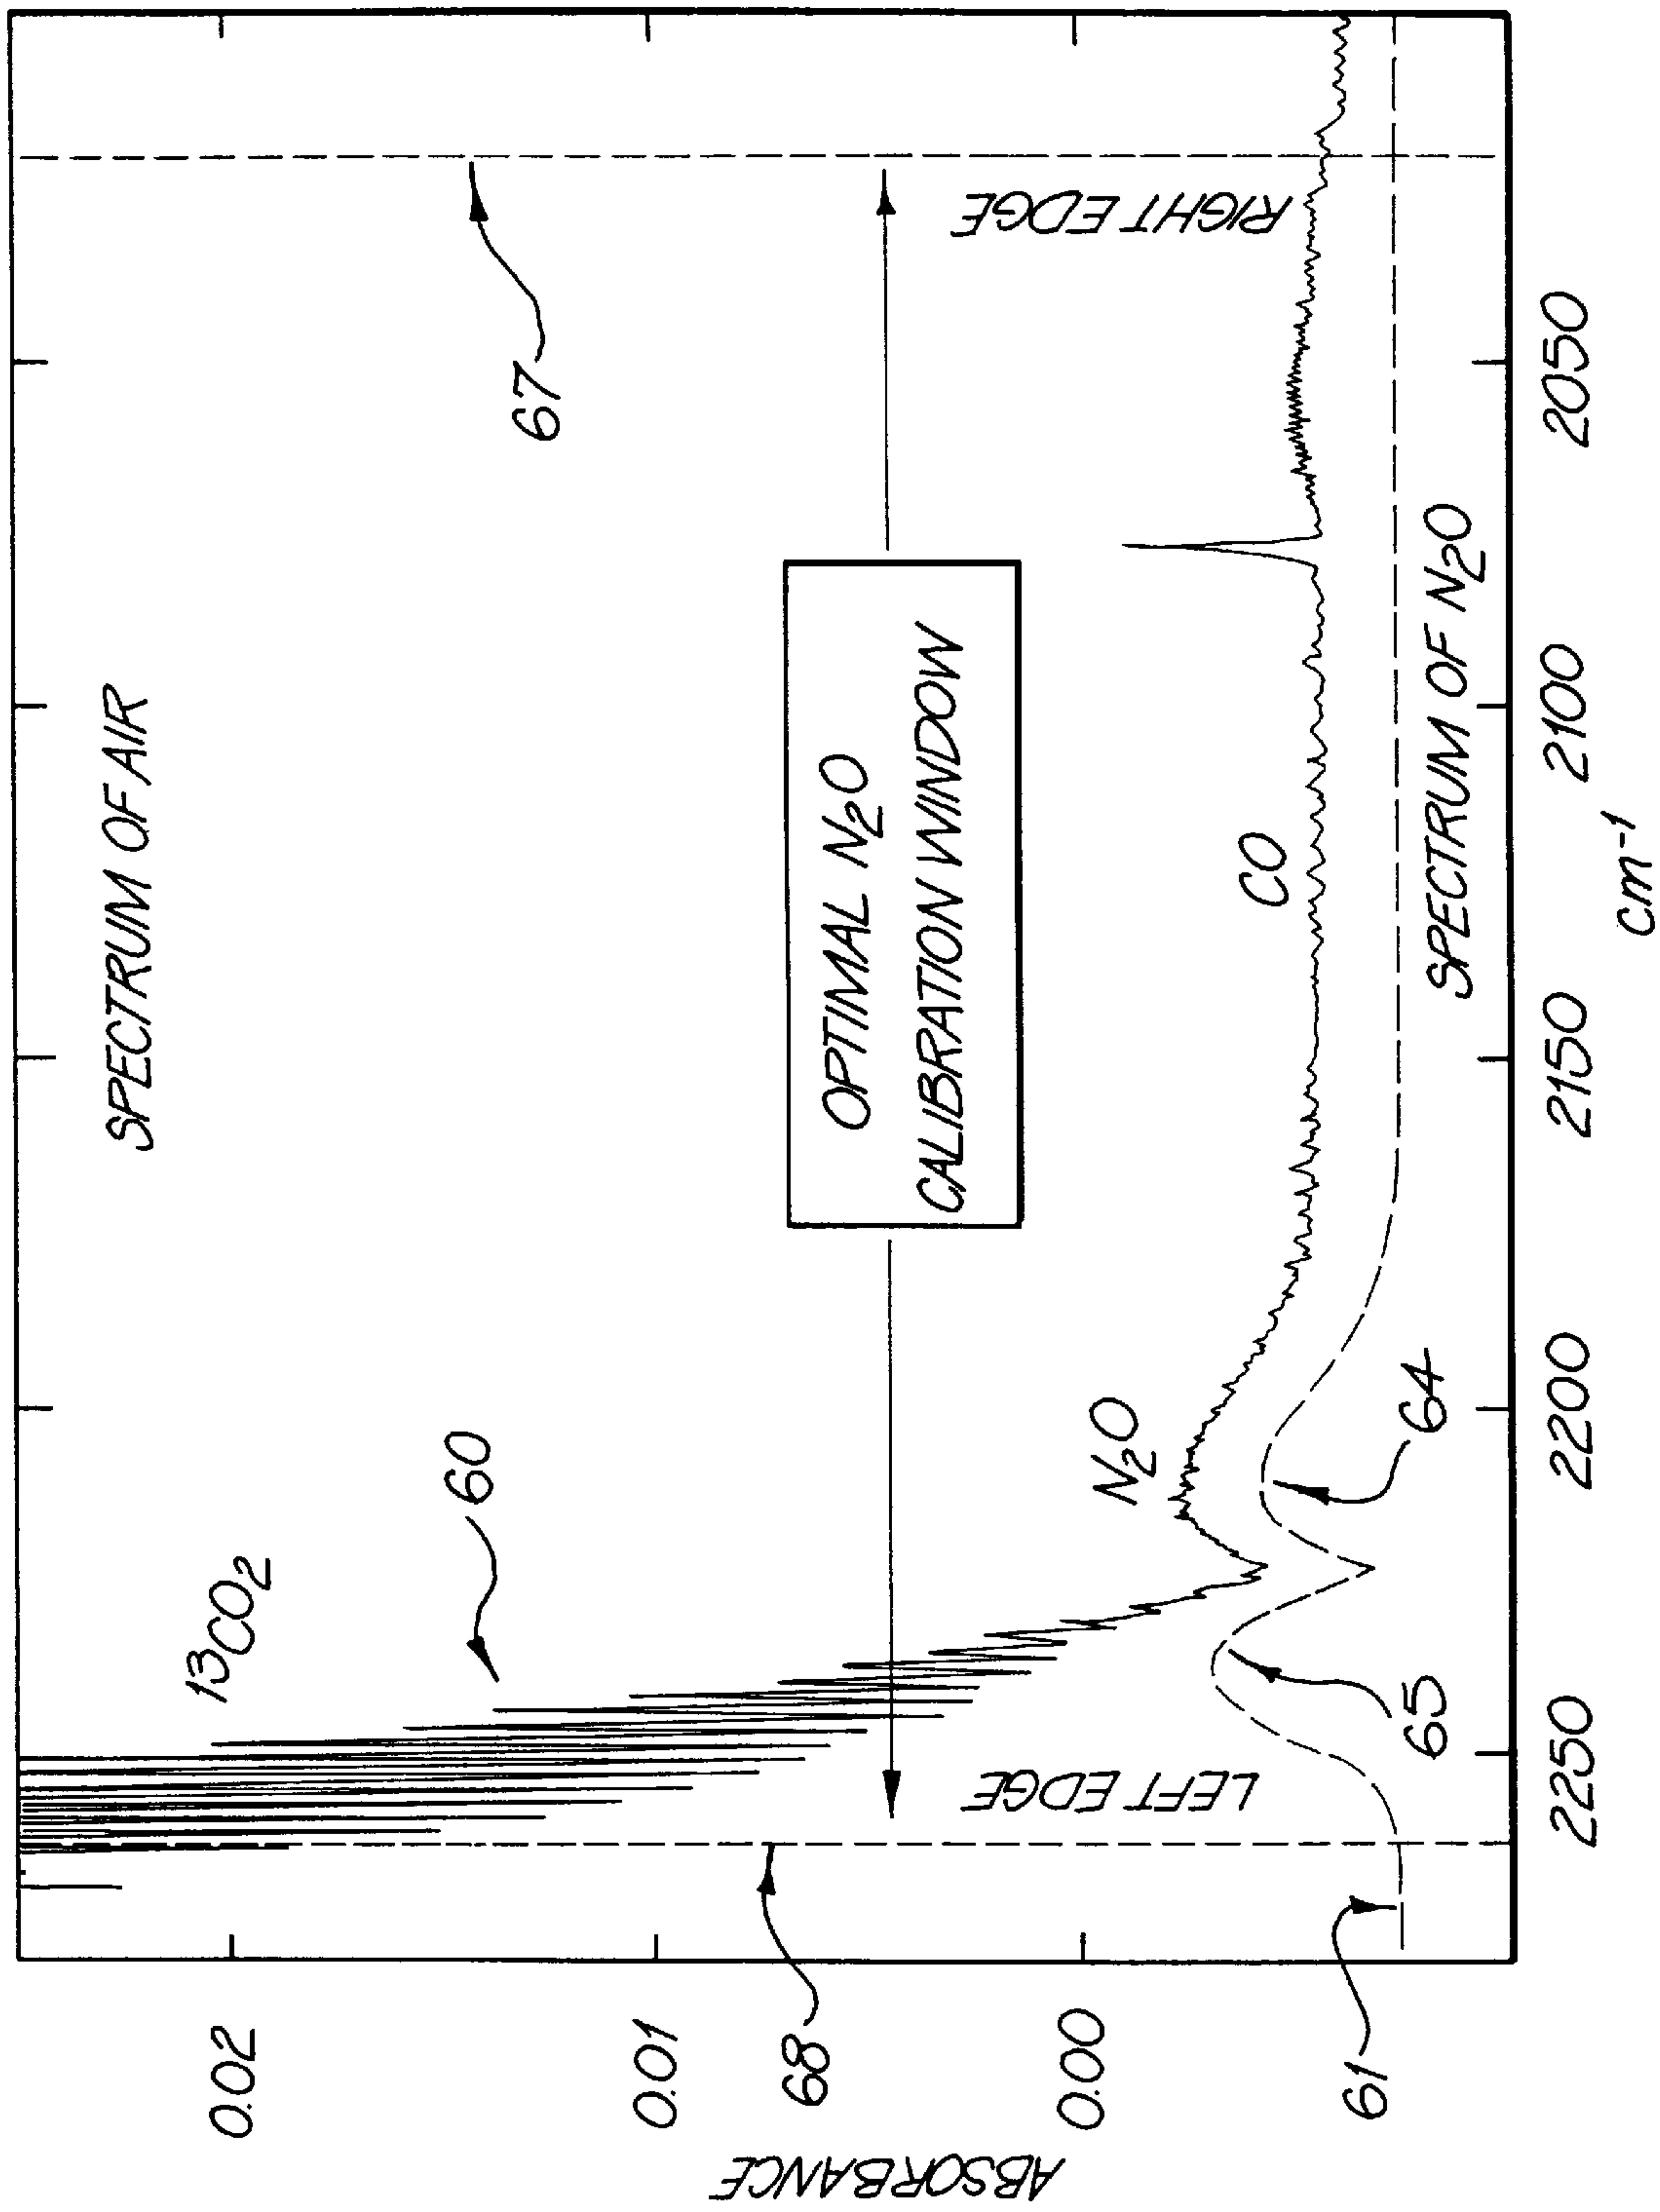 SPECTRUM OF AIR
¹³CO₂
60
67
OPTIMAL N₂O
CALIBRATION WINDOW
LEFT EDGE
RIGHT EDGE
N₂O
CO
65
64
SPECTRUM OF N₂O
68
61
ABSORBANCE
0.02
0.01
0.00
2250
2200
2150
2100
2050
cm⁻¹